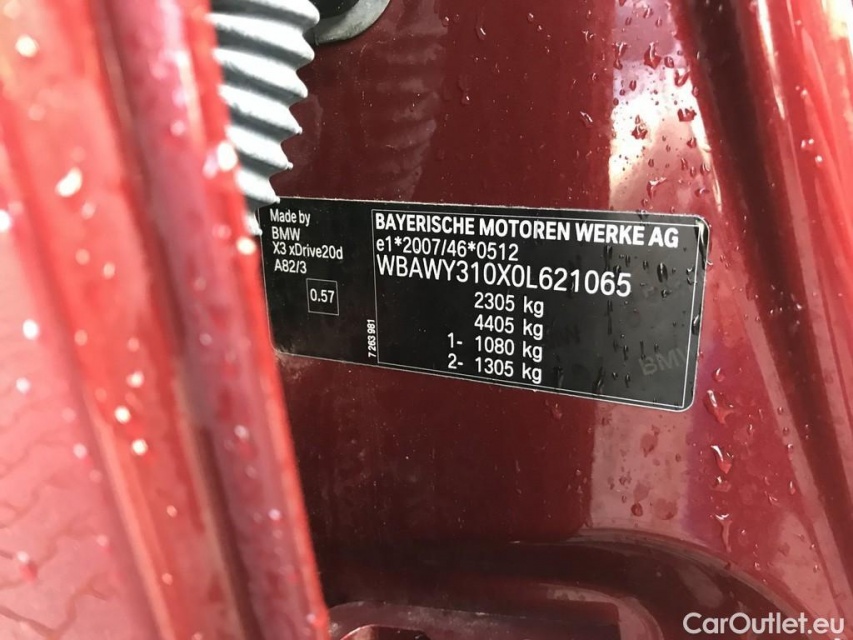 Made by
BMW
X3 xDrive20d
A82/3
0.57
7 263 981
BAYERISCHE MOTOREN WERKE AG
e1*2007/46*0512
WBAWY310X0L621065
2305 kg
4405 kg
1- 1080 kg
2- 1305 kg
BMW
CarOutlet.eu